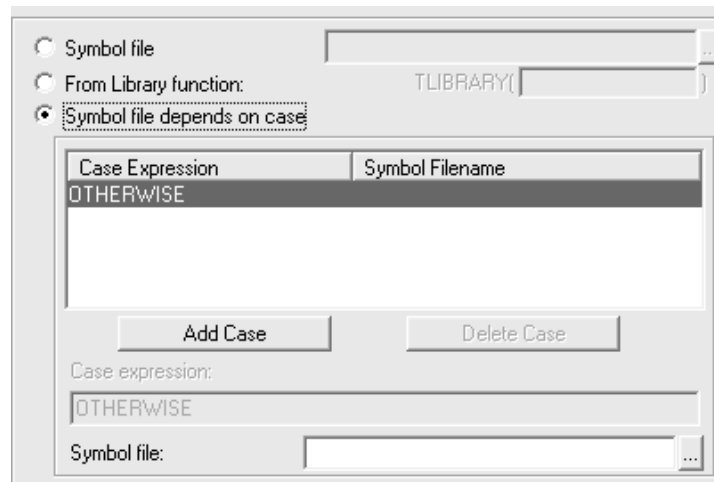 Symbol file
...
From Library function: TLIBRARY( )
Symbol file depends on case
Case Expression Symbol Filename
OTHERWISE
Add Case Delete Case
Case expression:
OTHERWISE
Symbol file: ...